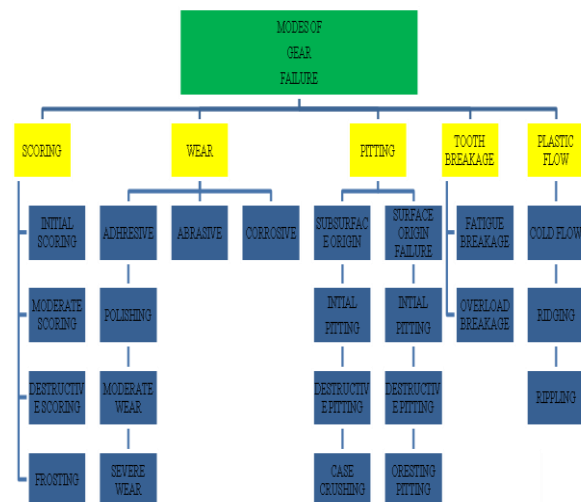 MODES OF
GEAR
FAILURE
SCORING
WEAR
PITTING
TOOTH
BREAKAGE
PLASTIC
FLOW
INITIAL
SCORING
ADHRESIVE
ABRASIVE
CORROSIVE
SUBSURFAC
E ORIGIN
SURFACE
ORIGIN
FAILURE
FATIGUE
BREAKAGE
COLD FLOW
MODERATE
SCORING
POLISHING
INTIAL
PITTING
INTIAL
PITTING
OVERLOAD
BREAKAGE
RIDGING
DESTRUCTIV
E SCORING
MODERATE
WEAR
DESTRUCTIV
E PITTING
DESTRUCTIV
E PITTING
RIPPLING
FROSTING
SEVERE
WEAR
CASE
CRUSHING
ORESTING
PITTING